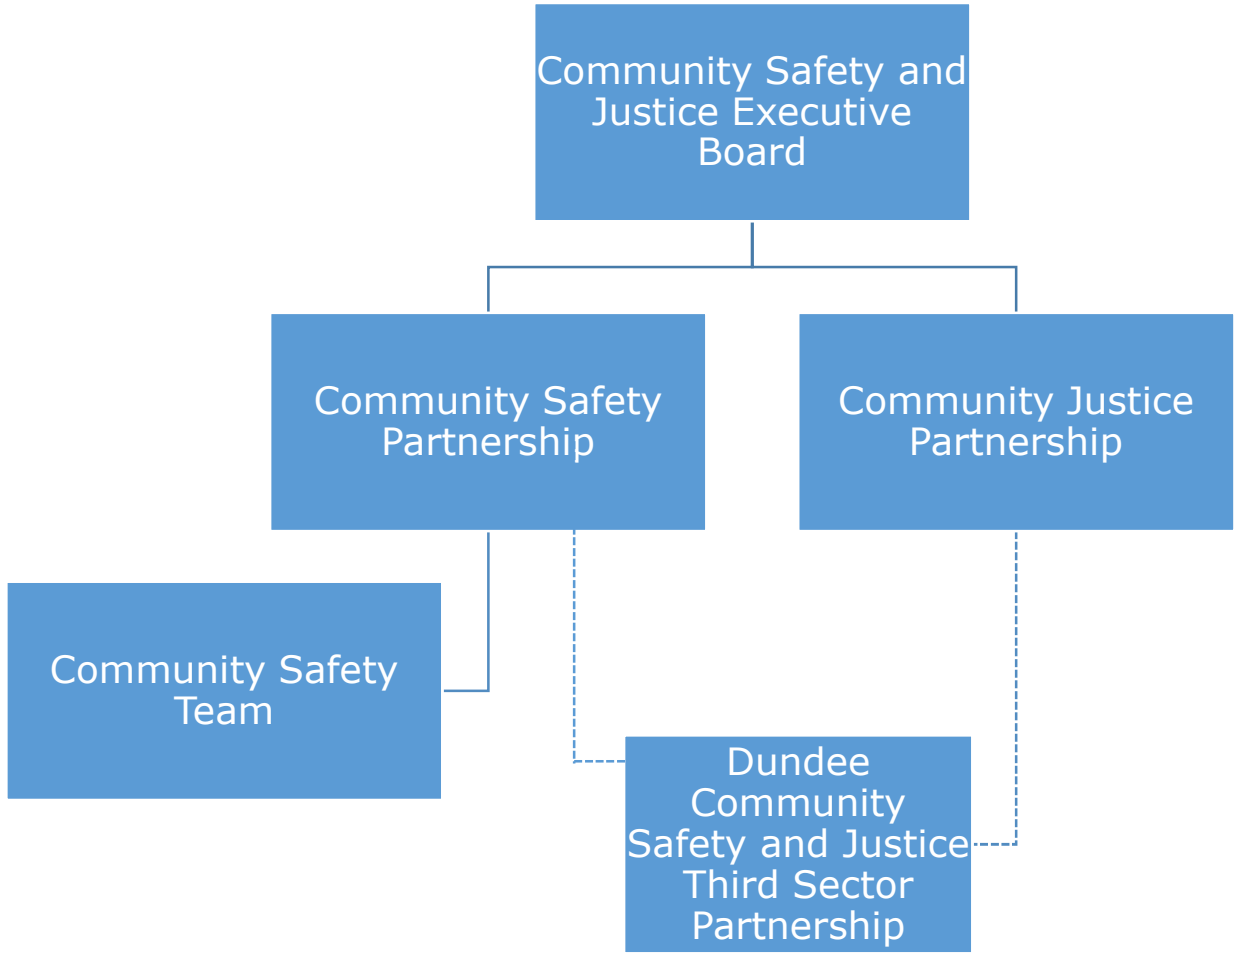 Community Safety and
Justice Executive
Board
Community Safety
Partnership
Community Justice
Partnership
Community Safety
Team
Dundee
Community
Safety and Justice
Third Sector
Partnership